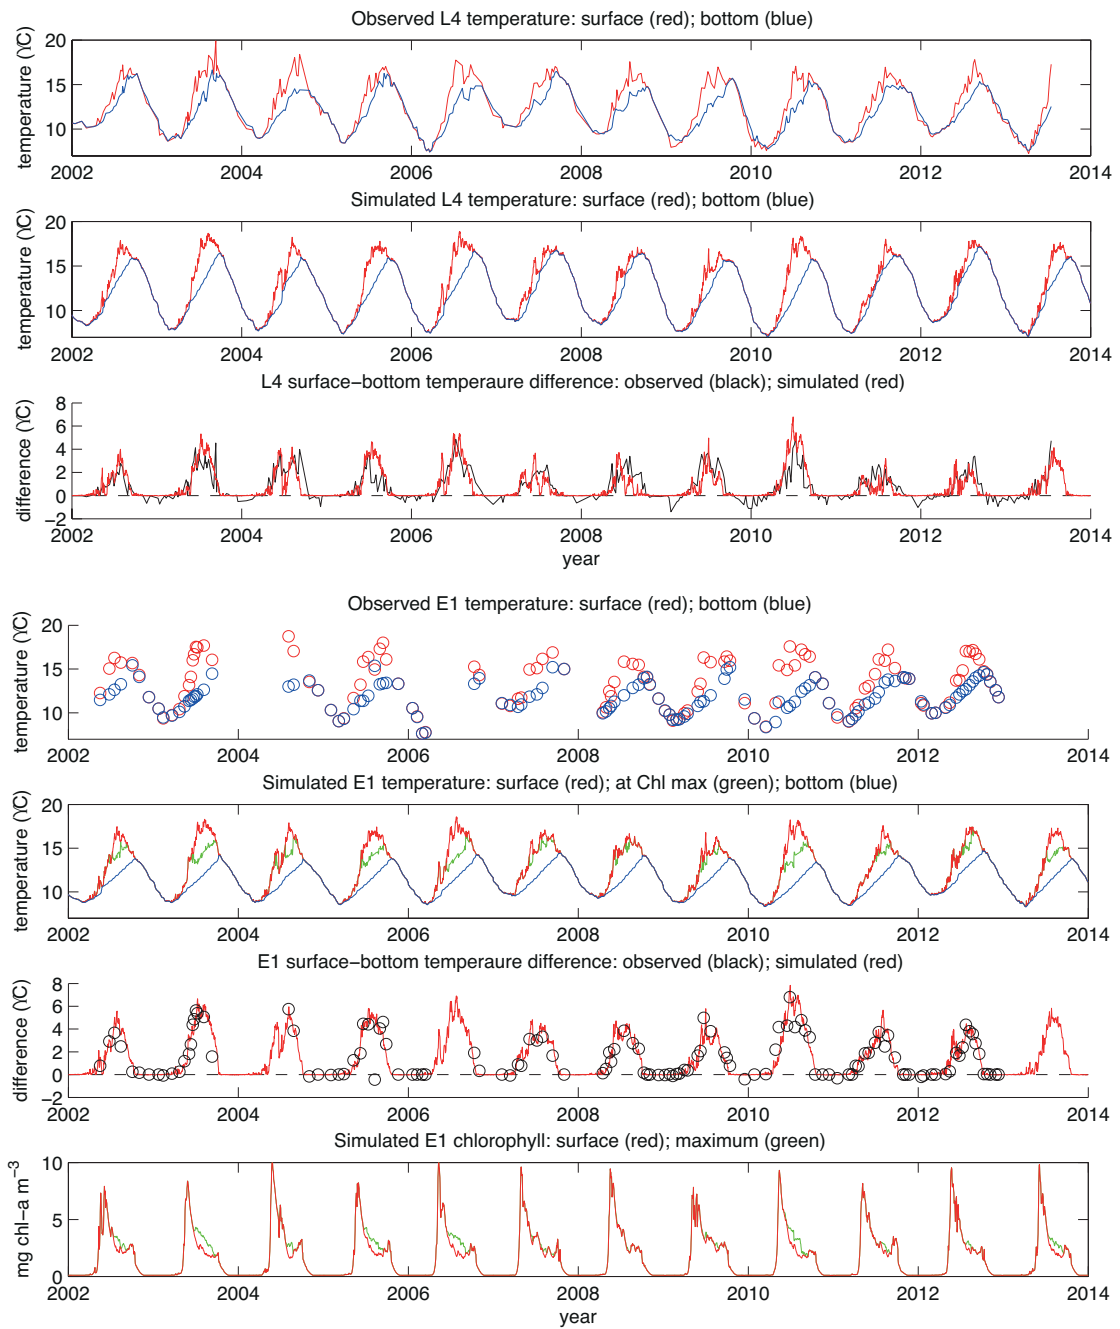 Observed L4 temperature: surface (red); bottom (blue)
temperature (ϒC)
20
15
10
2002 2004 2006 2008 2010 2012 2014
Simulated L4 temperature: surface (red); bottom (blue)
temperature (ϒC)
20
15
10
2002 2004 2006 2008 2010 2012 2014
L4 surface−bottom temperaure difference: observed (black); simulated (red)
difference (ϒC)
8
6
4
2
0
−2
2002 2004 2006 2008 2010 2012 2014
year
Observed E1 temperature: surface (red); bottom (blue)
temperature (ϒC)
20
15
10
2002 2004 2006 2008 2010 2012 2014
Simulated E1 temperature: surface (red); at Chl max (green); bottom (blue)
temperature (ϒC)
20
15
10
2002 2004 2006 2008 2010 2012 2014
E1 surface−bottom temperaure difference: observed (black); simulated (red)
difference (ϒC)
8
6
4
2
0
−2
2002 2004 2006 2008 2010 2012 2014
Simulated E1 chlorophyll: surface (red); maximum (green)
mg chl−a m−3
10
5
0
2002 2004 2006 2008 2010 2012 2014
year